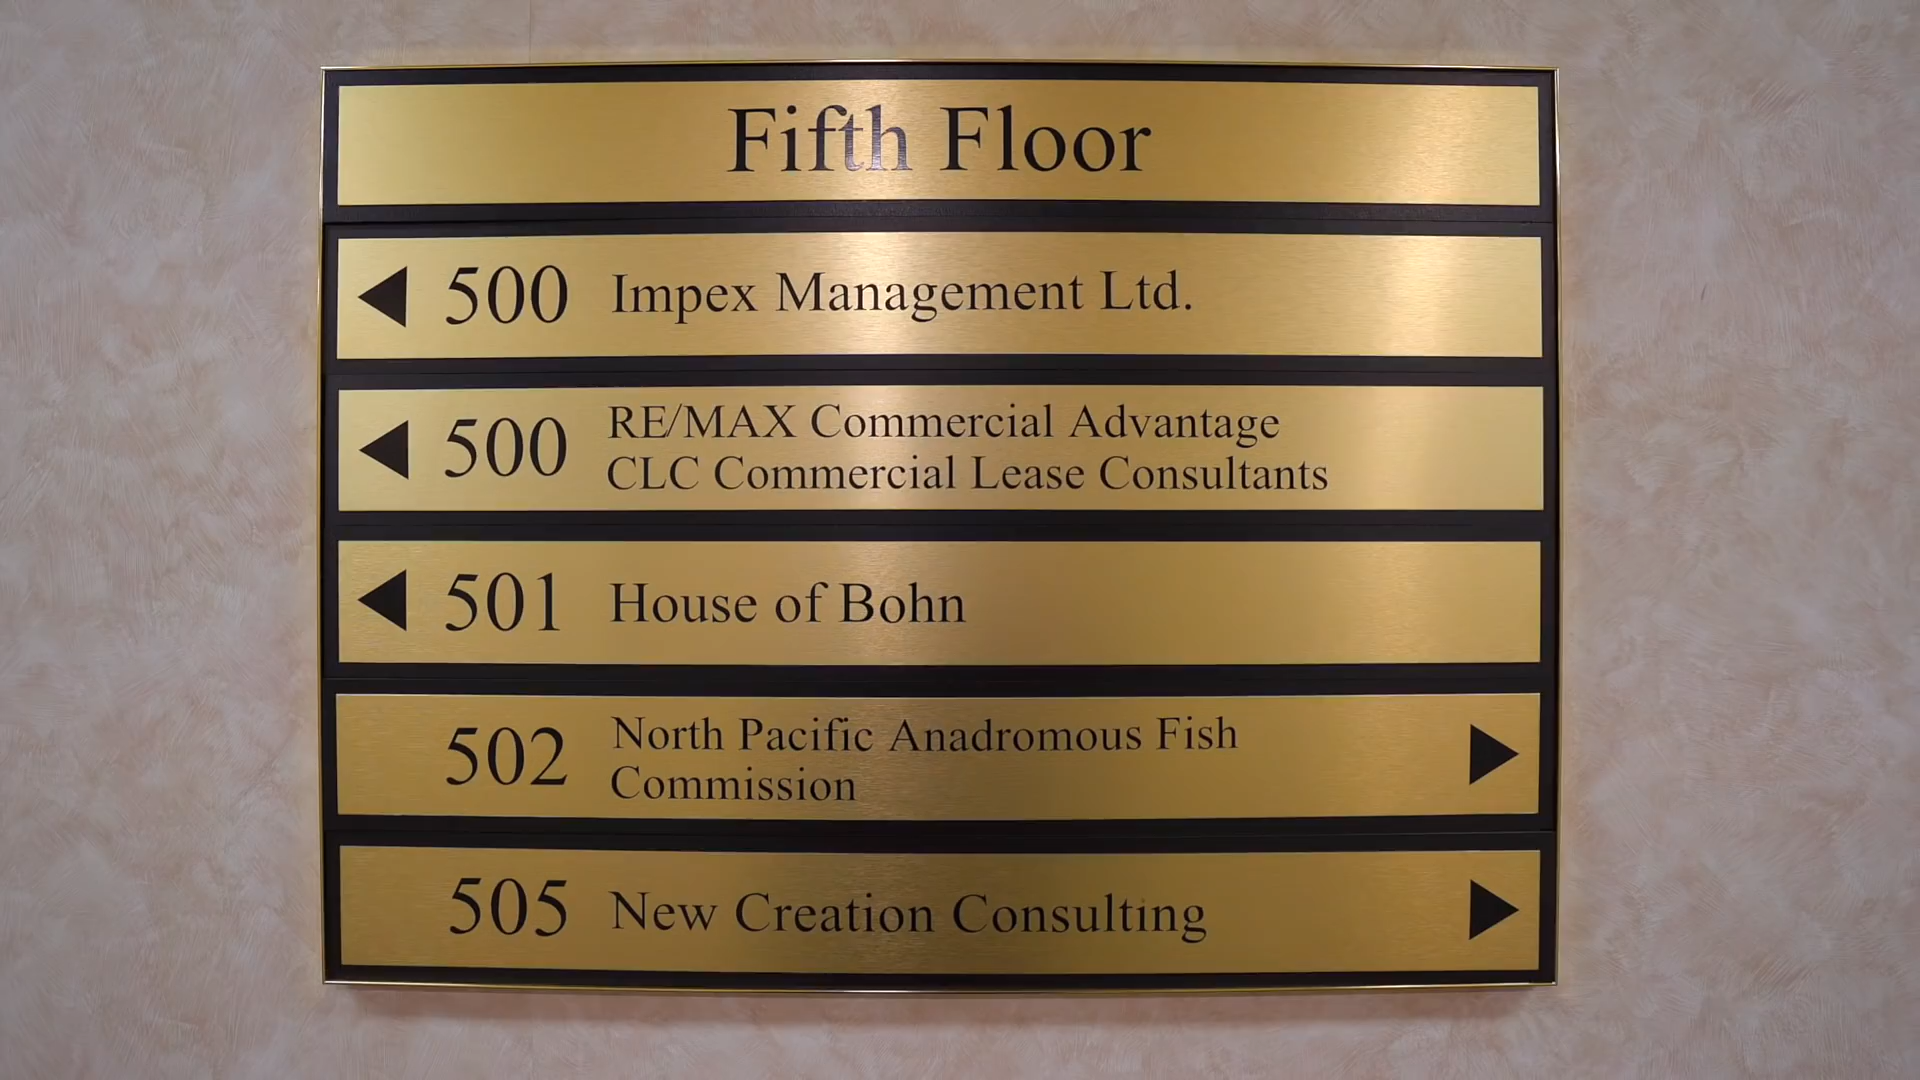 Fifth Floor
500 Impex Management Ltd.
500 RE/MAX Commercial Advantage
CLC Commercial Lease Consultants
501 House of Bohn
502 North Pacific Anadromous Fish
Commission
505 New Creation Consulting